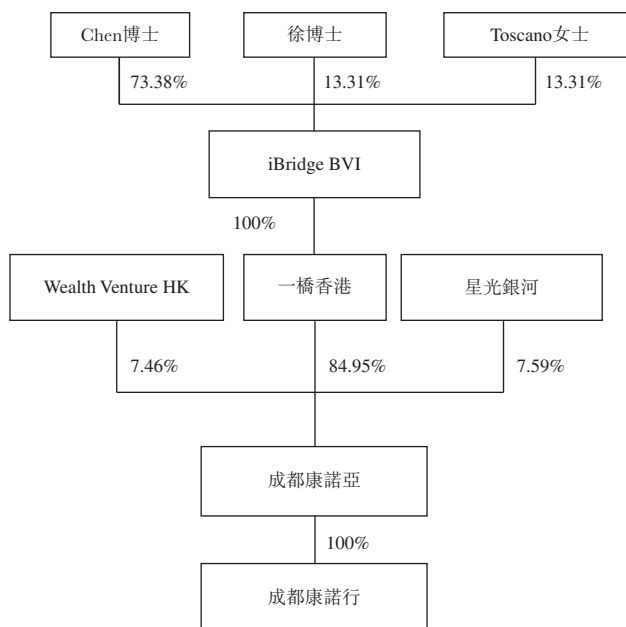 Chen博士
徐博士
Toscano女士
73.38%
13.31%
13.31%
iBridge BVI
100%
Wealth Venture HK
一橋香港
星光銀河
7.46%
84.95%
7.59%
成都康諾亞
100%
成都康諾行